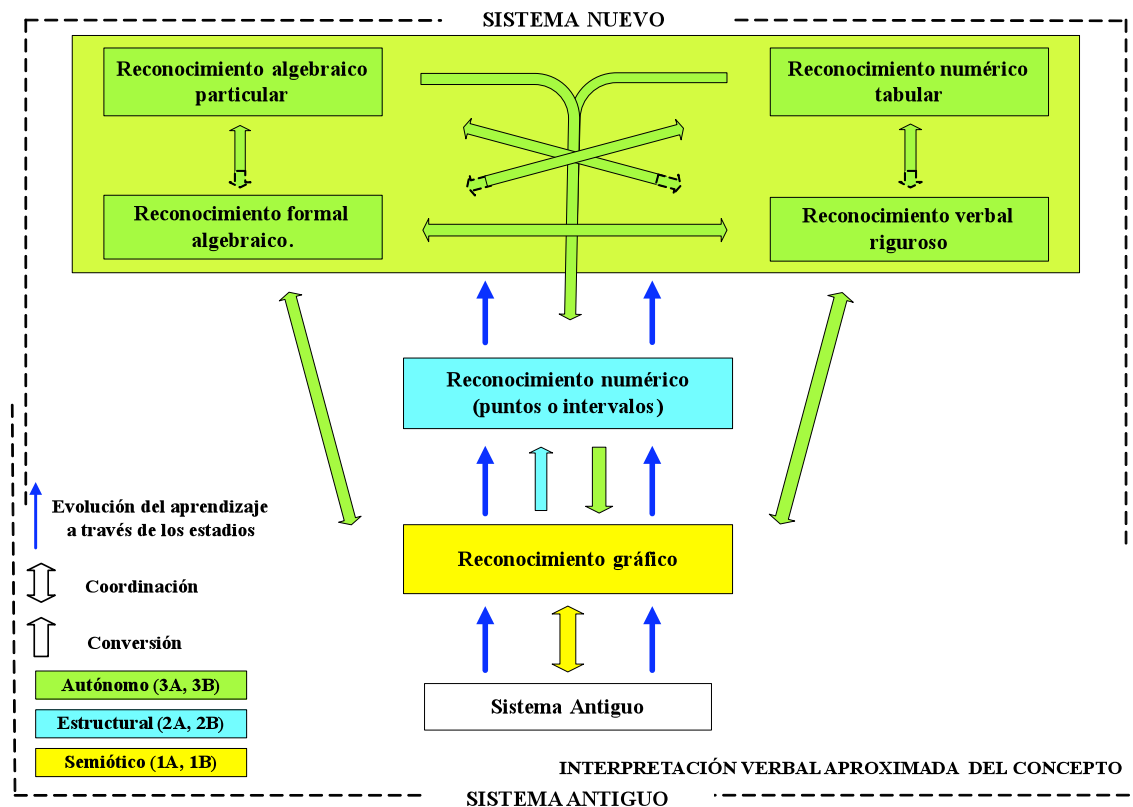 SISTEMA NUEVO
Reconocimiento algebraico
particular
Reconocimiento numérico
tabular
Reconocimiento formal
algebraico.
Reconocimiento verbal
riguroso
Reconocimiento numérico
(puntos o intervalos)
Evolución del aprendizaje
a través de los estadios
Reconocimiento gráfico
Coordinación
Conversión
Autónomo (3A, 3B)
Sistema Antiguo
Estructural (2A, 2B)
Semiótico (1A, 1B)
INTERPRETACIÓN VERBAL APROXIMADA DEL CONCEPTO
SISTEMA ANTIGUO